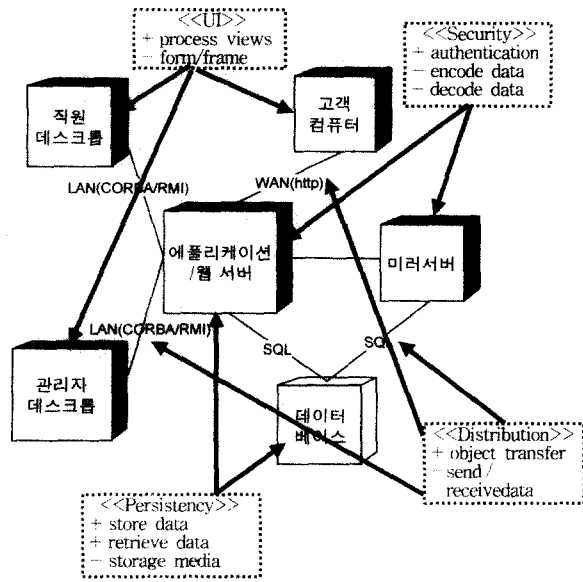 <<UI>>
+ process views
- form/frame
<<Security>>
+ authentication
- encode data
- decode data
직원
데스크톱
고객
컴퓨터
LAN(CORBA/RMI)
WAN(http)
에플리케이션
/웹 서버
미러서버
LAN(CORBA/RMI)
SQL
SQL
관리자
데스크톱
데이터
베이스
<<Distribution>>
+ object transfer
- send /
receivedata
<<Persistency>>
+ store data
+ retrieve data
- storage media